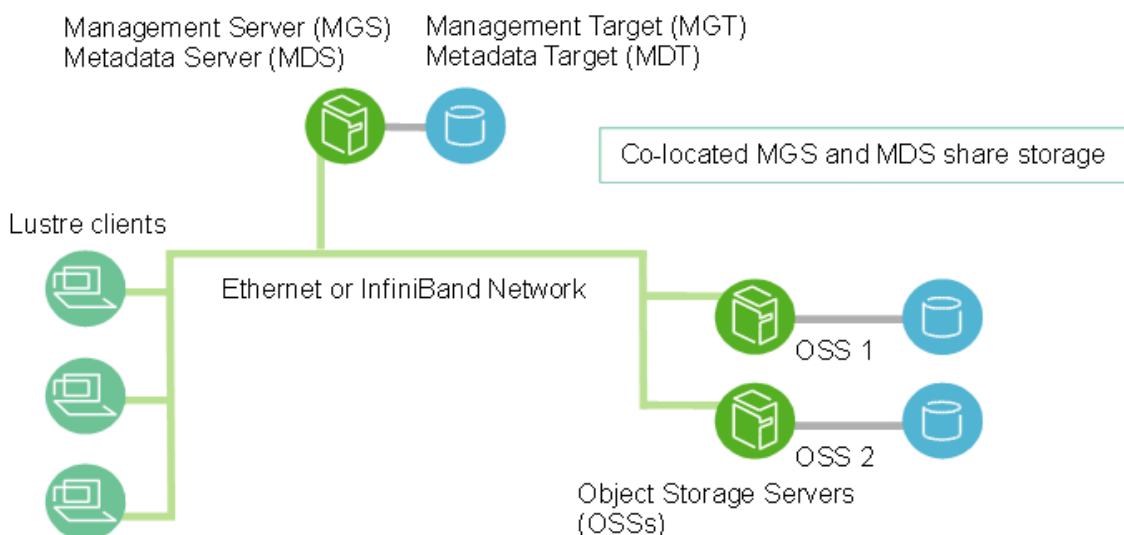 Management Server (MGS)
Metadata Server (MDS)
Management Target (MGT)
Metadata Target (MDT)
Co-located MGS and MDS share storage
Lustre clients
Ethernet or InfiniBand Network
OSS 1
OSS 2
Object Storage Servers
(OSSs)